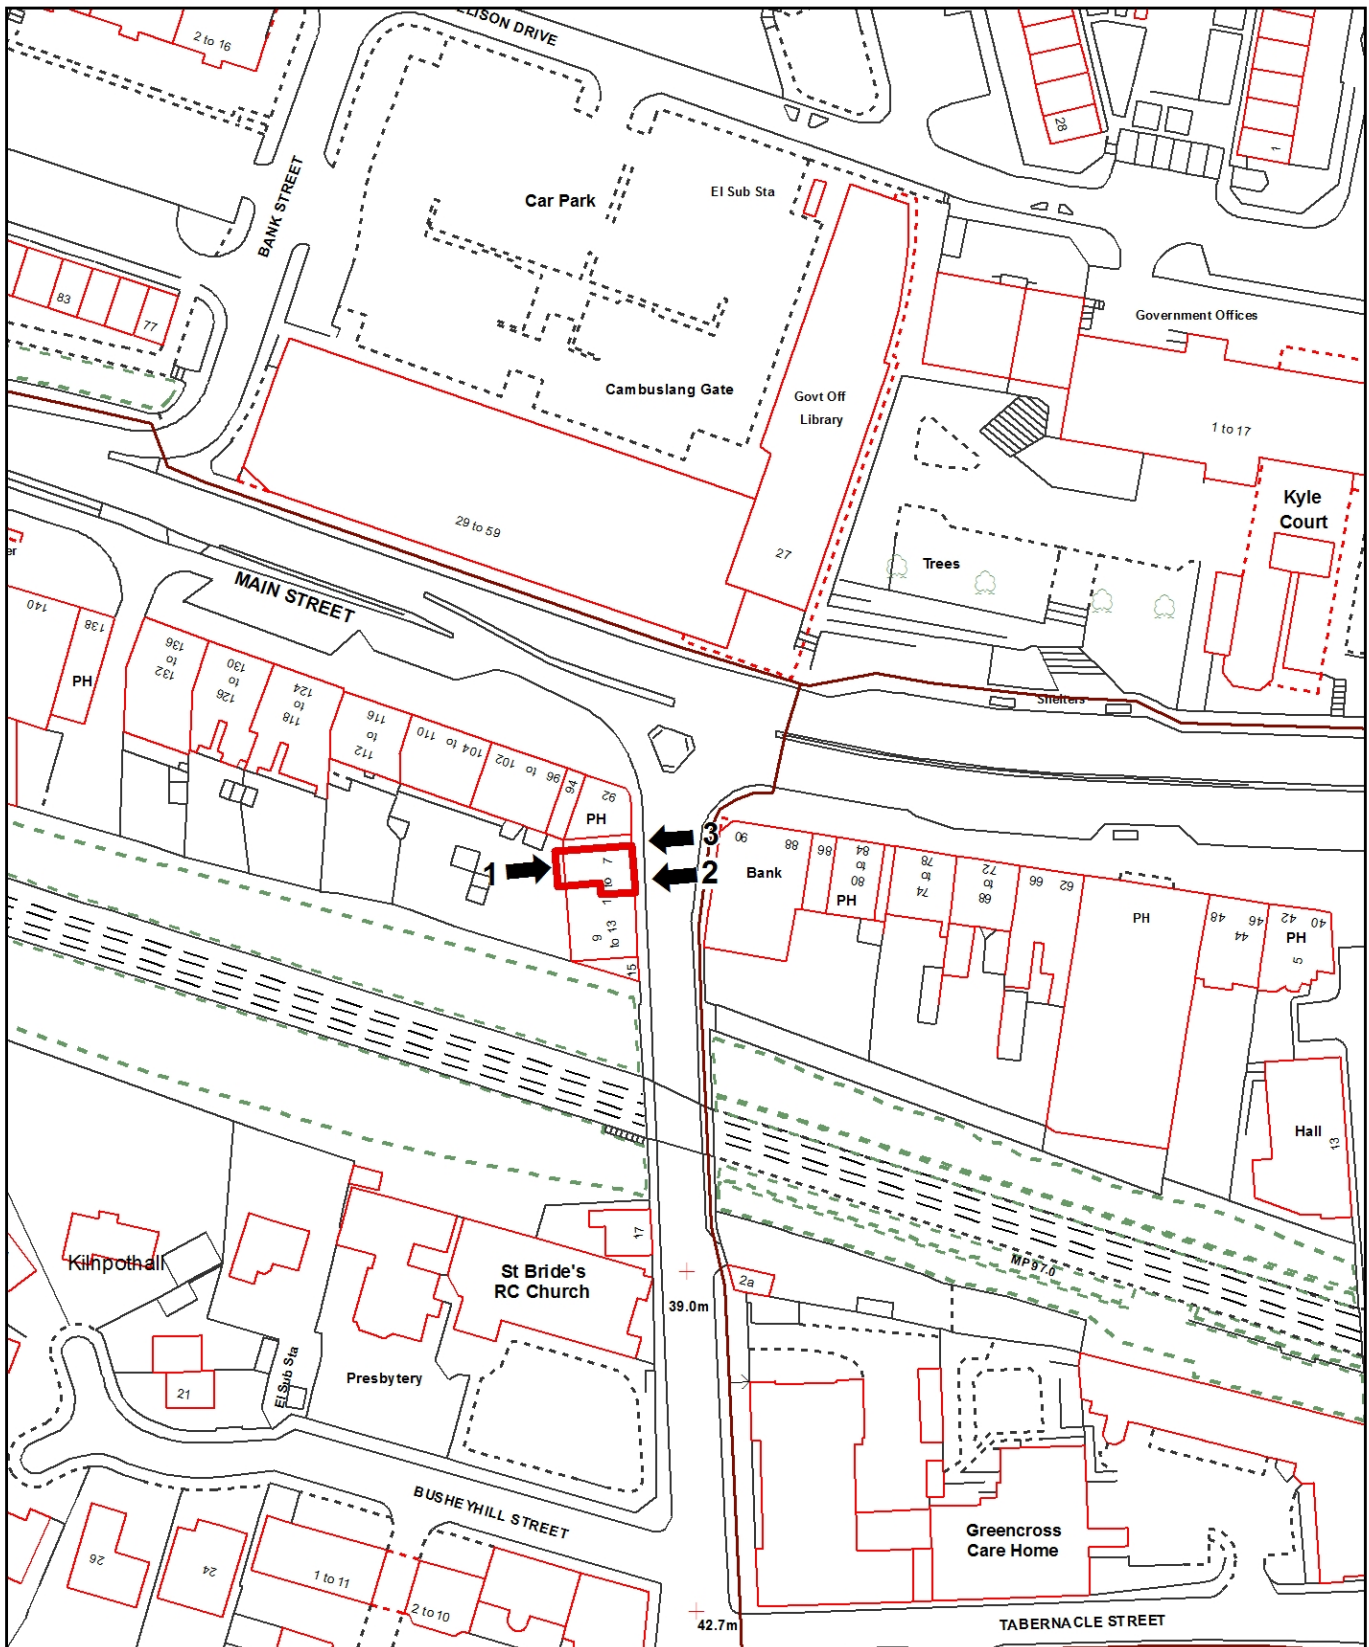 ELISON DRIVE
2 to 16
28
1
BANK STREET
Car Park
El Sub Sta
83
77
Government Offices
Cambuslang Gate
Govt Off
Library
1 to 17
Kyle
Court
29 to 59
27
Trees
er
MAIN STREET
140
138
PH
132
to
136
126
to
130
118
to
124
112
to
116
110
to 104
102
to 96
94
92
PH
Shelters
3
1
2
1 to 7
9
to 13
15
90
Bank
88
86
84
to
80
PH
78
to
74
72
to
68
66
62
PH
48
46
44
42
40
PH
5
Hall
13
Kilnpothall
17
St Bride's
RC Church
2a
39.0m
MP 97.0
El Sub Sta
21
Presbytery
BUSHEYHILL STREET
Greencross
Care Home
26
24
1 to 11
2 to 10
42.7m
TABERNACLE STREET